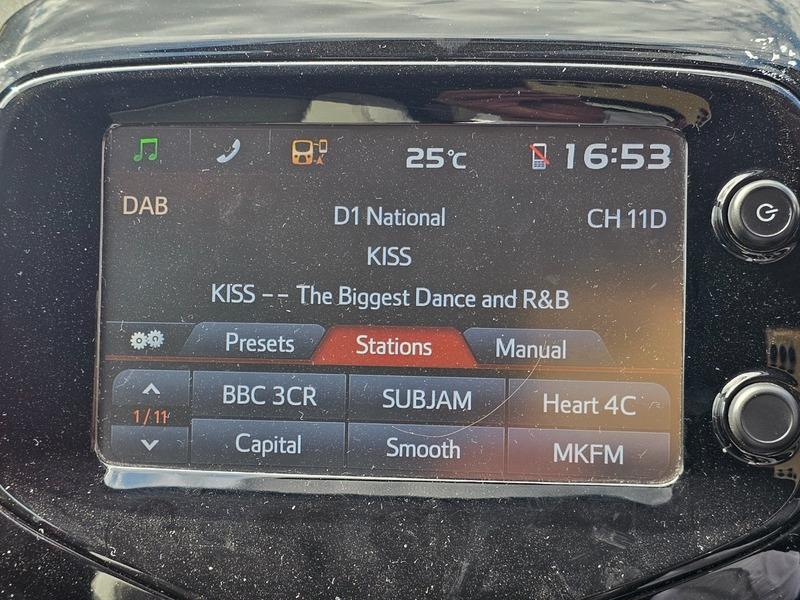 25°C 16:53
DAB D1 National CH 11D
KISS
KISS -- The Biggest Dance and R&B
Presets Stations Manual
BBC 3CR SUBJAM Heart 4C
1/11
Capital Smooth MKFM